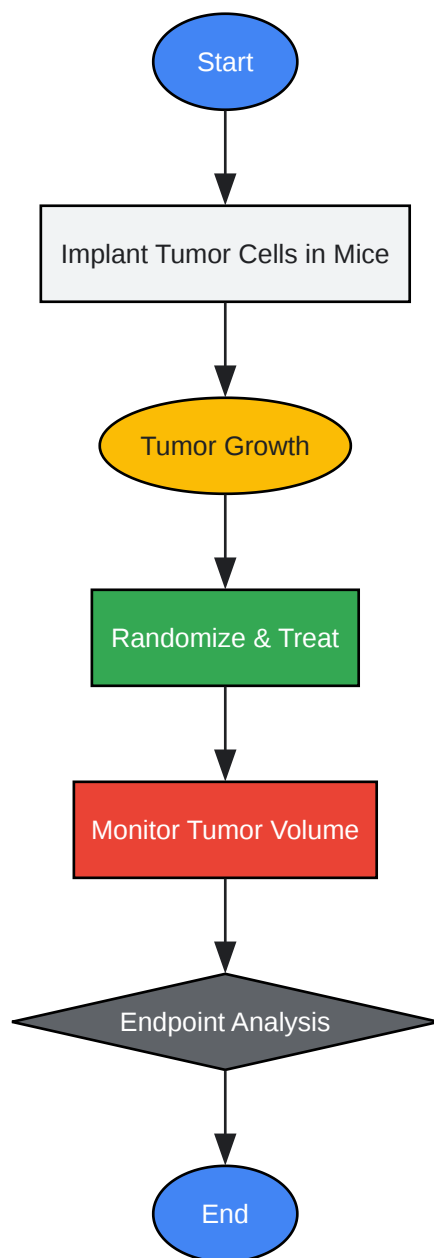 Start
Implant Tumor Cells in Mice
Tumor Growth
Randomize & Treat
Monitor Tumor Volume
Endpoint Analysis
End